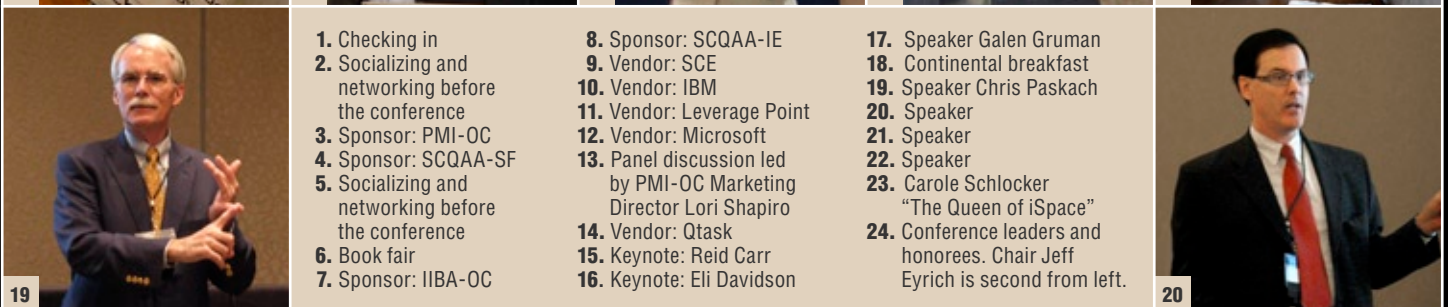 1. Checking in
2. Socializing and
networking before
the conference
3. Sponsor: PMI-OC
4. Sponsor: SCQAA-SF
5. Socializing and
networking before
the conference
6. Book fair
7. Sponsor: IIBA-OC
8. Sponsor: SCQAA-IE
9. Vendor: SCE
10. Vendor: IBM
11. Vendor: Leverage Point
12. Vendor: Microsoft
13. Panel discussion led
by PMI-OC Marketing
Director Lori Shapiro
14. Vendor: Qtask
15. Keynote: Reid Carr
16. Keynote: Eli Davidson
17. Speaker Galen Gruman
18. Continental breakfast
19. Speaker Chris Paskach
20. Speaker
21. Speaker
22. Speaker
23. Carole Schlocker
“The Queen of iSpace”
24. Conference leaders and
honorees. Chair Jeff
Eyrich is second from left.
19
20